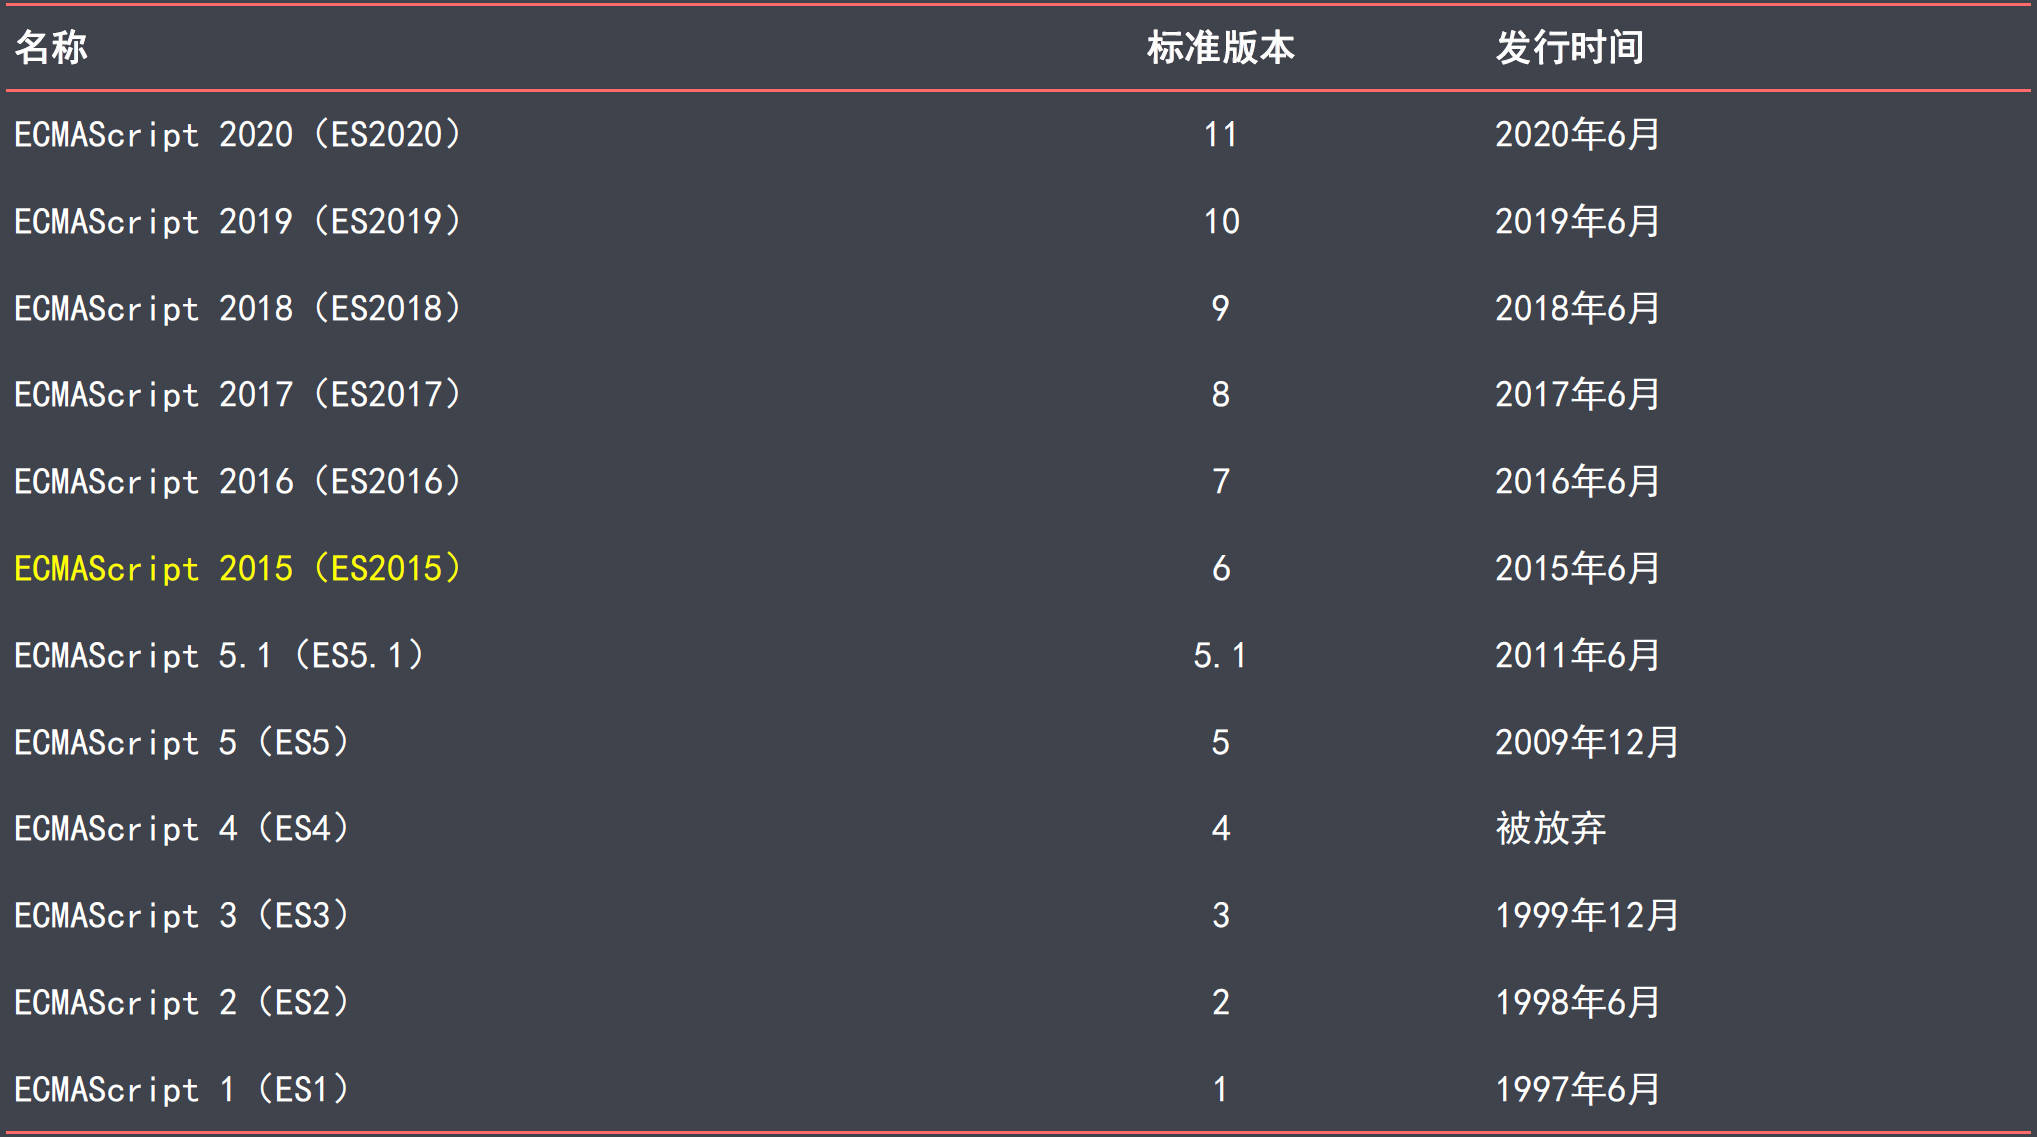 名称 标准版本 发行时间
ECMAScript 2020（ES2020） 11 2020年6月
ECMAScript 2019（ES2019） 10 2019年6月
ECMAScript 2018（ES2018） 9 2018年6月
ECMAScript 2017（ES2017） 8 2017年6月
ECMAScript 2016（ES2016） 7 2016年6月
ECMAScript 2015（ES2015） 6 2015年6月
ECMAScript 5.1（ES5.1） 5.1 2011年6月
ECMAScript 5（ES5） 5 2009年12月
ECMAScript 4（ES4） 4 被放弃
ECMAScript 3（ES3） 3 1999年12月
ECMAScript 2（ES2） 2 1998年6月
ECMAScript 1（ES1） 1 1997年6月